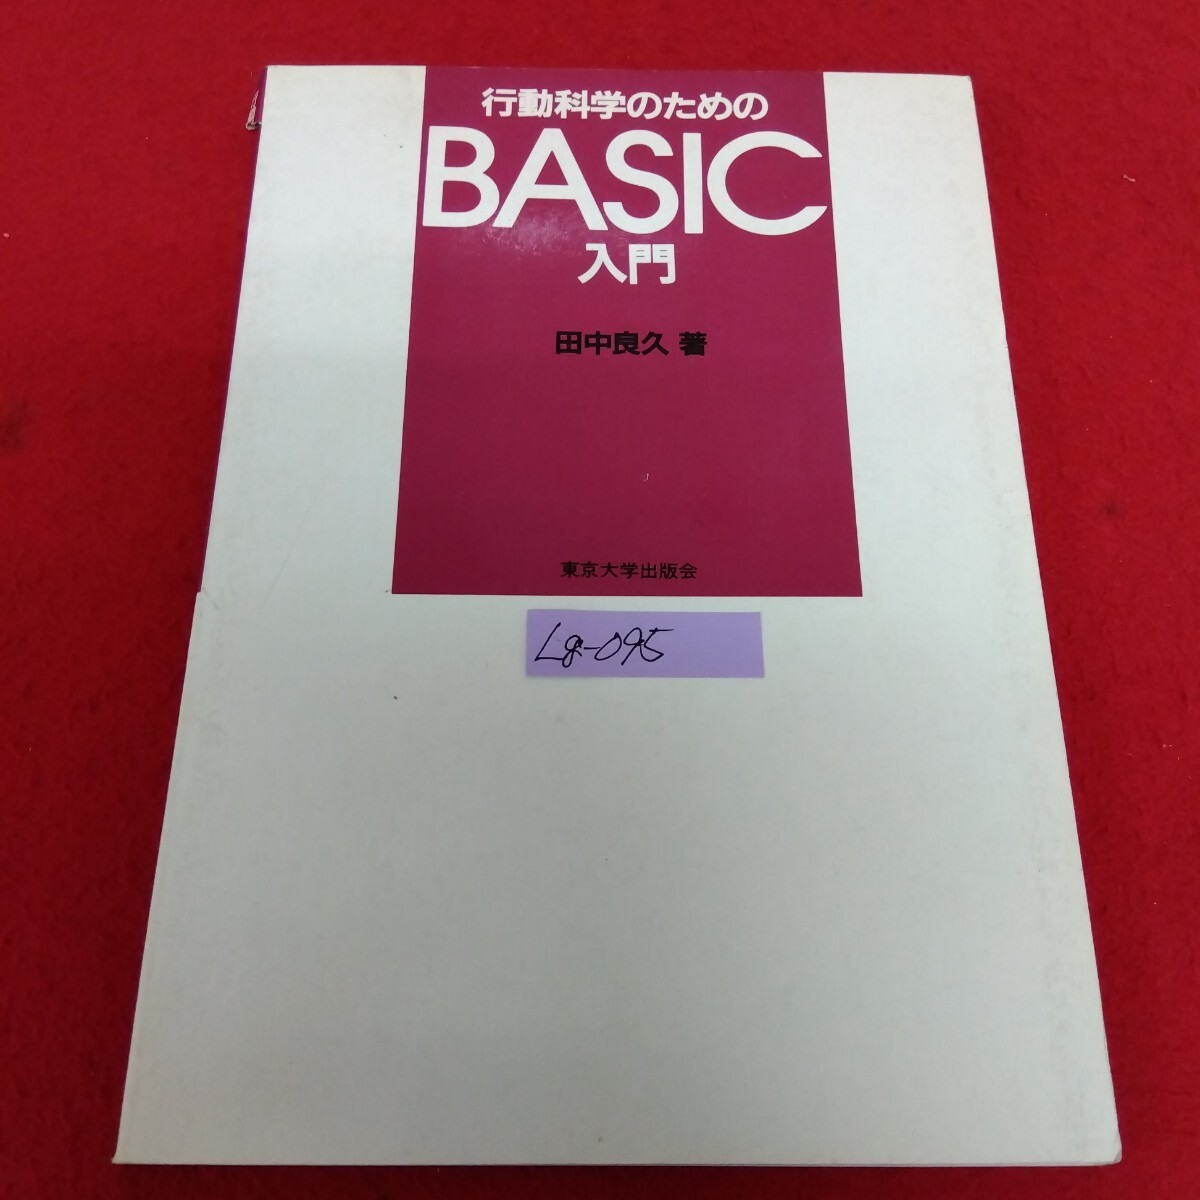 行動科学のための
BASIC
入門
田中良久 著
東京大学出版会
Lg-095